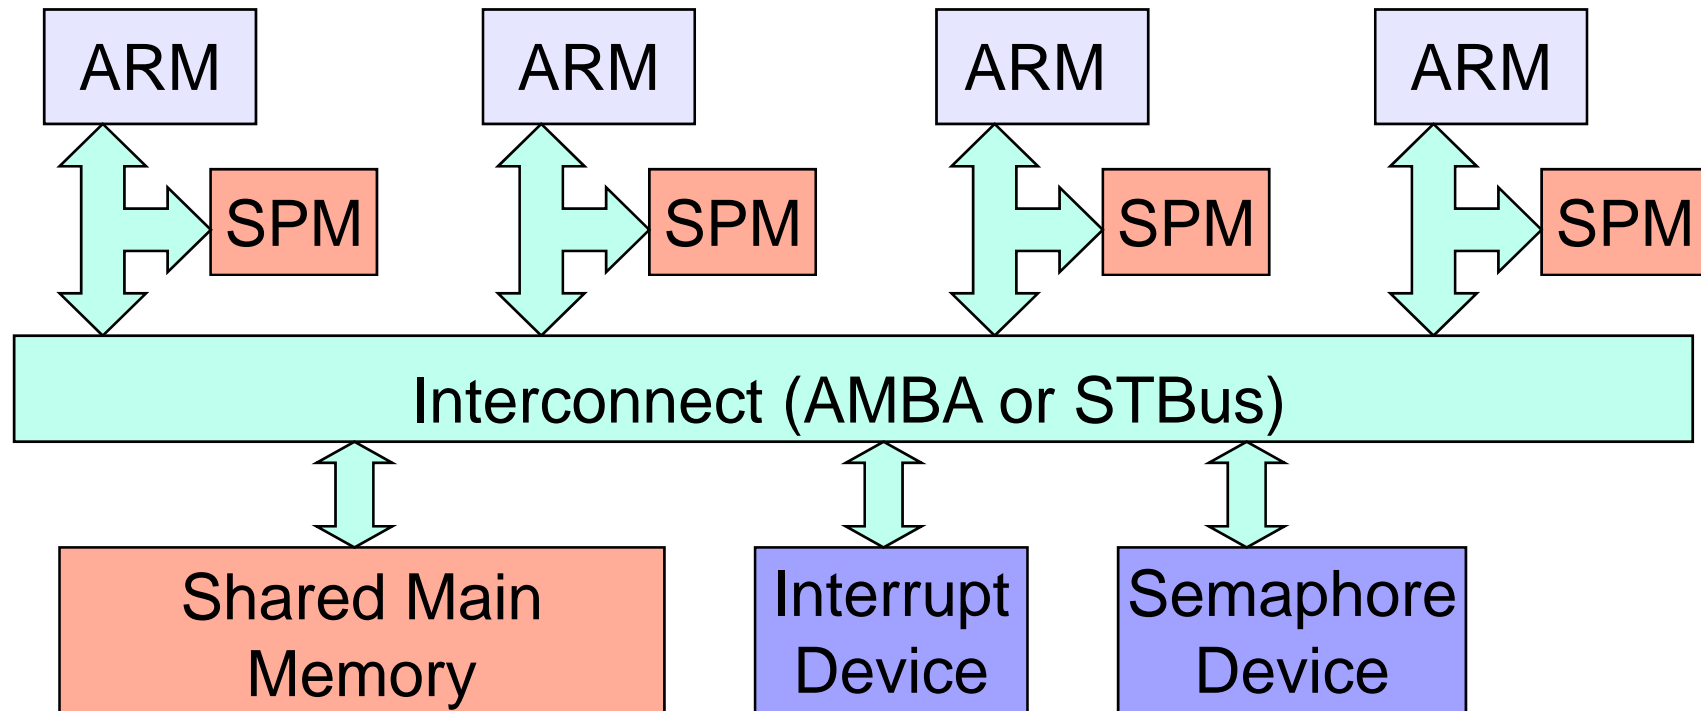 ARM
ARM
ARM
ARM
SPM
SPM
SPM
SPM
Interconnect (AMBA or STBus)
Shared Main
Memory
Interrupt
Device
Semaphore
Device